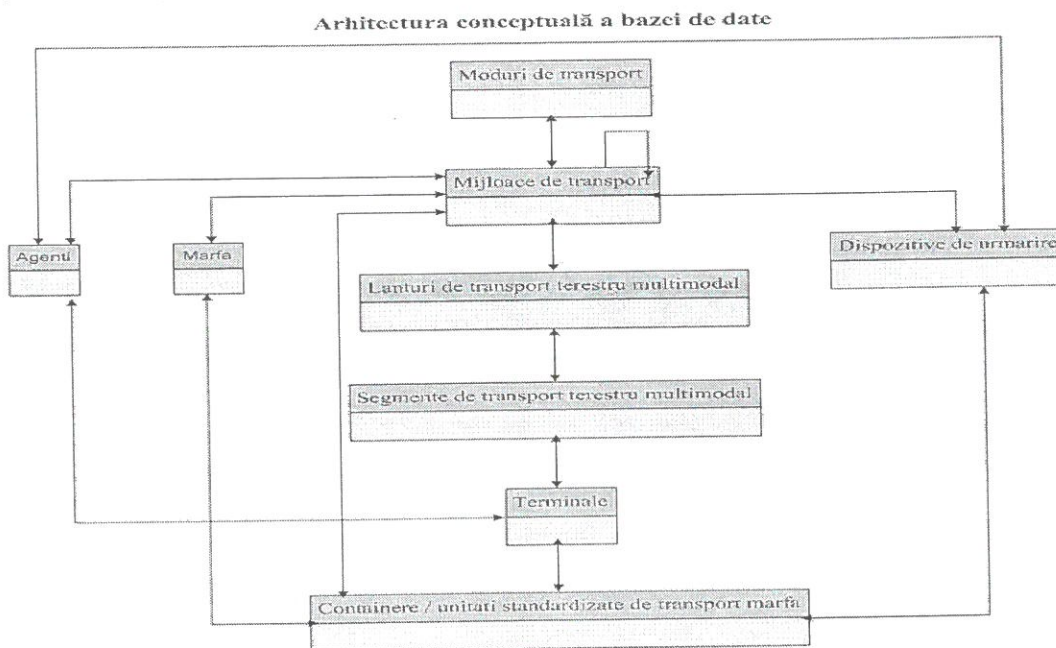 Arhitectura conceptuală a bazei de date
Moduri de transport
Mijloace de transport
Agenti
Marfa
Dispozitive de urmarire
Lanturi de transport terestru multimodal
Segmente de transport terestru multimodal
Terminale
Containere / unitati standardizate de transport marfa